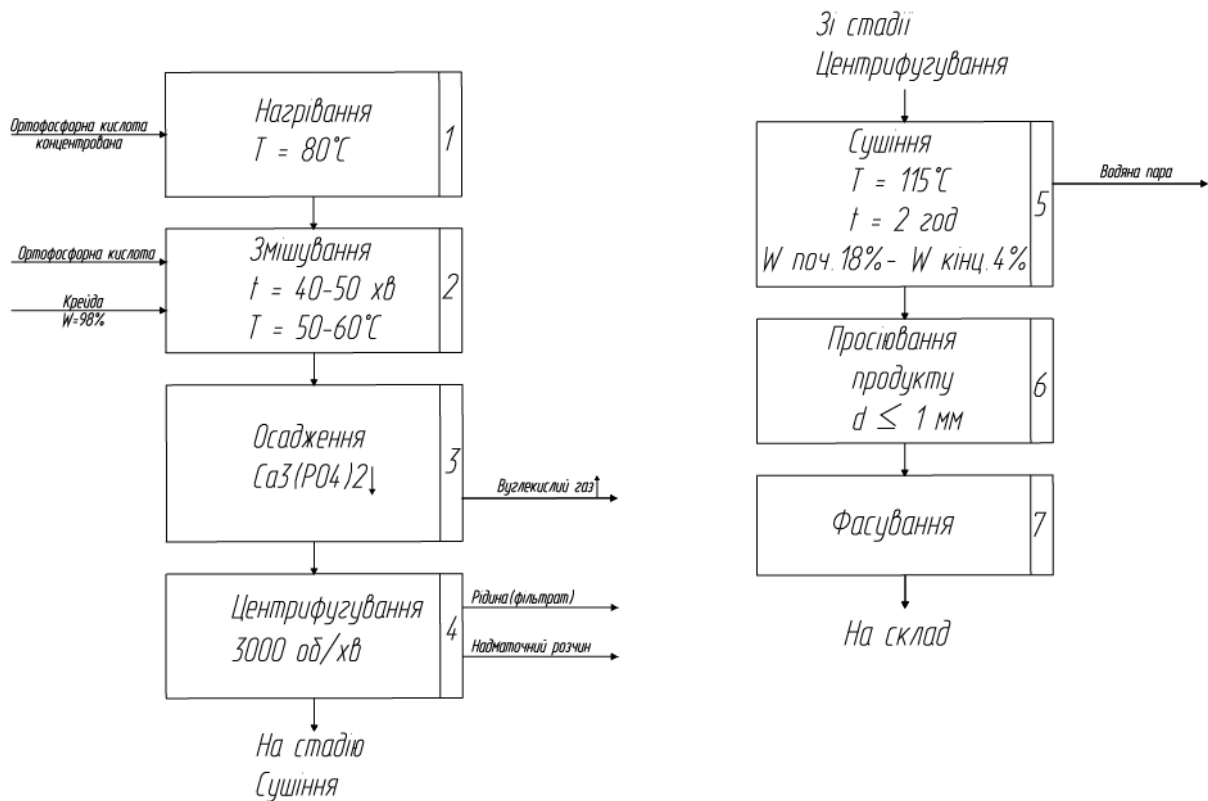 Ортофосфорна кислота
концентрована
Нагрівання
T = 80°C
1
Ортофосфорна кислота
Крейда
W=98%
Змішування
t = 40-50 хв
T = 50-60°C
2
Осадження
Ca3(PO4)2↓
3
Вуглекислий газ↑
Центрифугування
3000 об/хв
4
Рідина(фільтрат)
Надматочний розчин
На стадію
Сушіння
Зі стадії
Центрифугування
Сушіння
T = 115°C
t = 2 год
W поч.18%- W кінц.4%
5
Водяна пара
Просіювання
продукту
d ≤ 1 мм
6
Фасування
7
На склад